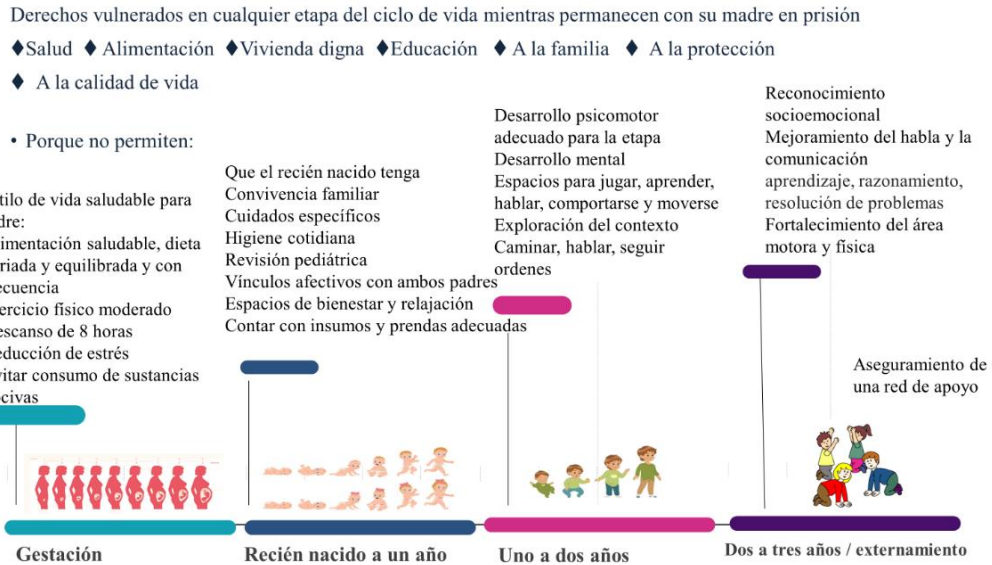 Derechos vulnerados en cualquier etapa del ciclo de vida mientras permanecen con su madre en prisión
♦Salud ♦ Alimentación ♦Vivienda digna ♦Educación ♦ A la familia ♦ A la protección
♦ A la calidad de vida
• Porque no permiten:
tilo de vida saludable para
dre:
imentación saludable, dieta
riada y equilibrada y con
ecuencia
ercicio físico moderado
escanso de 8 horas
educción de estrés
vitar consumo de sustancias
civas
Que el recién nacido tenga
Convivencia familiar
Cuidados específicos
Higiene cotidiana
Revisión pediátrica
Vínculos afectivos con ambos padres
Espacios de bienestar y relajación
Contar con insumos y prendas adecuadas
Desarrollo psicomotor
adecuado para la etapa
Desarrollo mental
Espacios para jugar, aprender,
hablar, comportarse y moverse
Exploración del contexto
Caminar, hablar, seguir
ordenes
Reconocimiento
socioemocional
Mejoramiento del habla y la
comunicación
aprendizaje, razonamiento,
resolución de problemas
Fortalecimiento del área
motora y física
Aseguramiento de
una red de apoyo
Gestación
Recién nacido a un año
Uno a dos años
Dos a tres años / externamiento